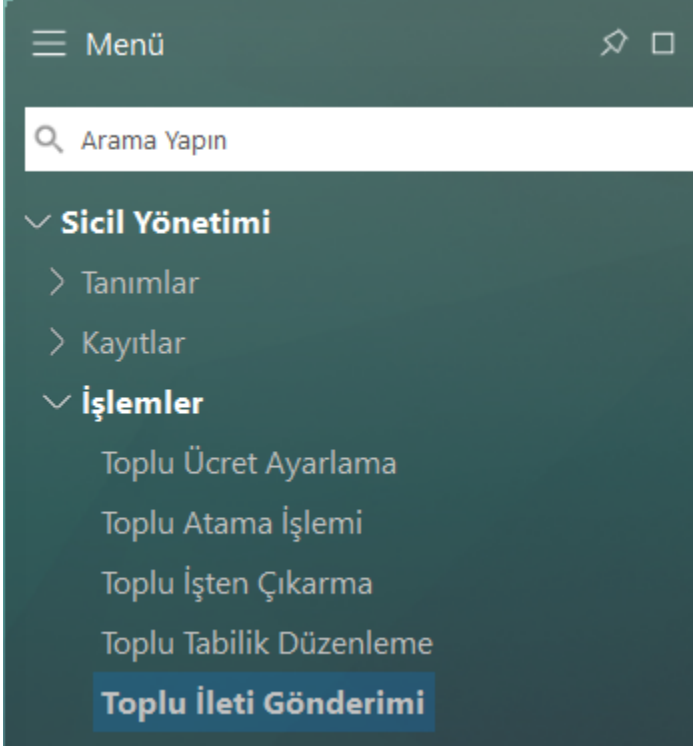 Menü
Arama Yapın
Sicil Yönetimi
Tanımlar
Kayıtlar
İşlemler
Toplu Ücret Ayarlama
Toplu Atama İşlemi
Toplu İşten Çıkarma
Toplu Tabilik Düzenleme
Toplu İleti Gönderimi